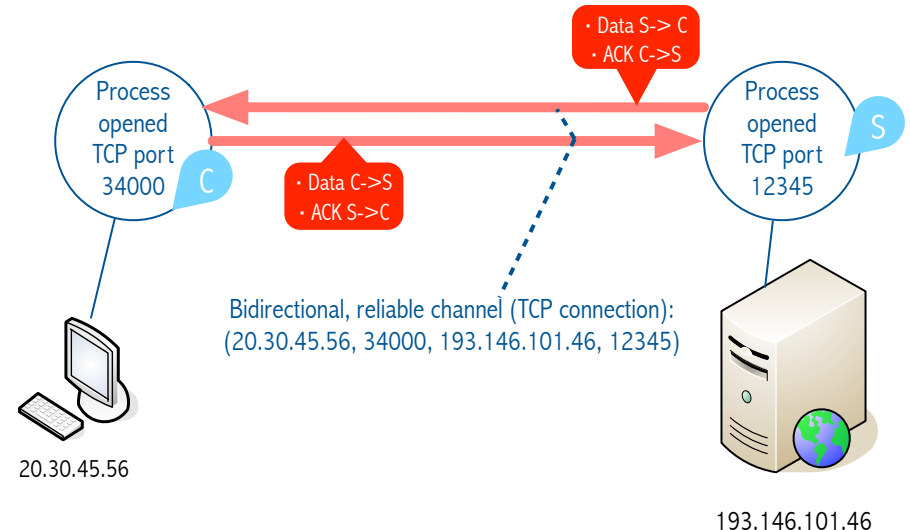 · Data S-> C
· ACK C->S
Process
opened
TCP port
34000
C
Process
opened
TCP port
12345
S
· Data C->S
· ACK S->C
Bidirectional, reliable channel (TCP connection):
(20.30.45.56, 34000, 193.146.101.46, 12345)
20.30.45.56
193.146.101.46